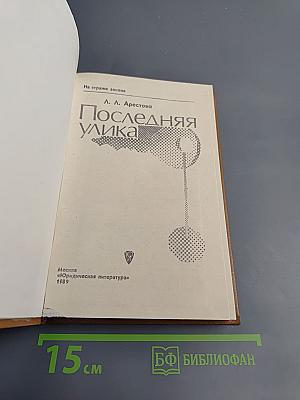 На страже закона
Л. Л. Арестова
Последняя
улика
Москва
«Юридическая литература»
1989
15 см
БФ БИБЛИОФАН